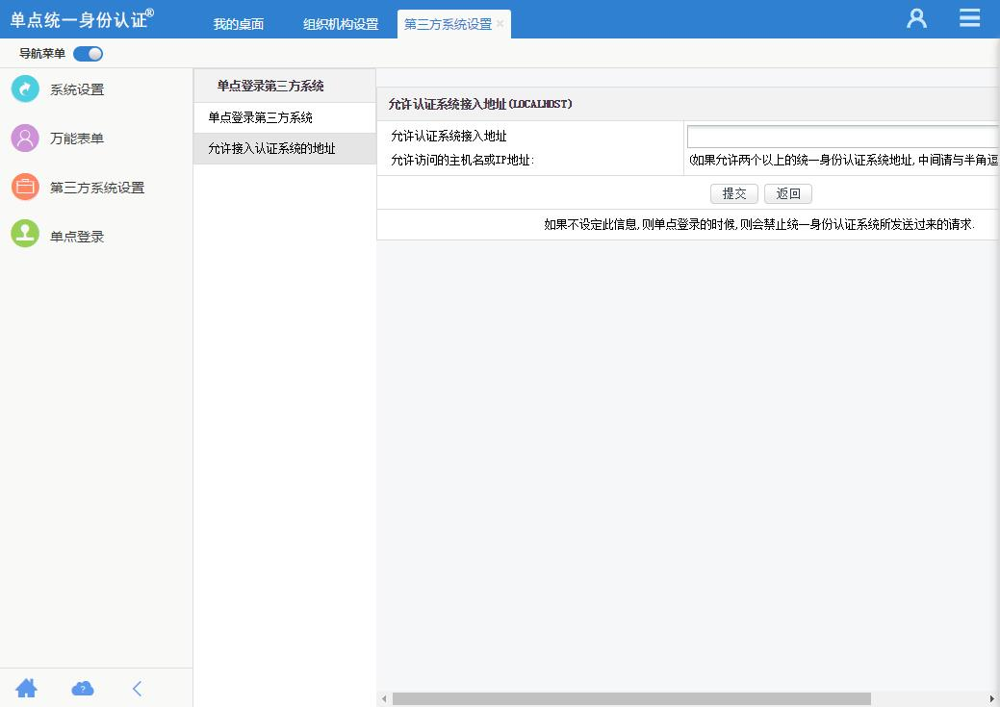 单点统一身份认证®
我的桌面
组织机构设置
第三方系统设置 ×
导航菜单
系统设置
万能表单
第三方系统设置
单点登录
单点登录第三方系统
单点登录第三方系统
允许接入认证系统的地址
允许认证系统接入地址(LOCALHOST)
允许认证系统接入地址
允许访问的主机名或IP地址:
(如果允许两个以上的统一身份认证系统地址,中间请与半角逗
提交
返回
如果不设定此信息,则单点登录的时候,则会禁止统一身份认证系统所发送过来的请求.